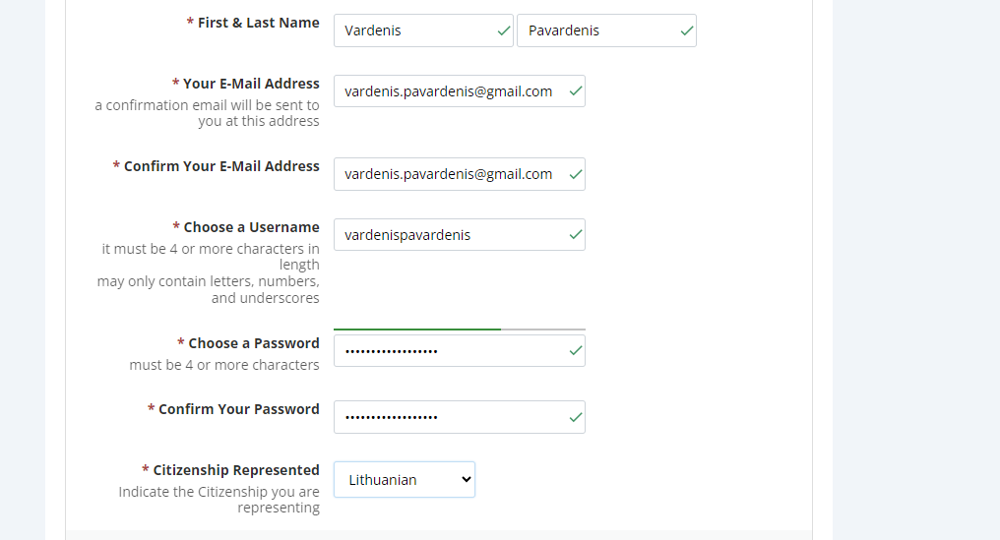 * First & Last Name
Vardenis
Pavardenis
* Your E-Mail Address
a confirmation email will be sent to
you at this address
vardenis.pavardenis@gmail.com
* Confirm Your E-Mail Address
vardenis.pavardenis@gmail.com
* Choose a Username
it must be 4 or more characters in
length
may only contain letters, numbers,
and underscores
vardenispavardenis
* Choose a Password
must be 4 or more characters
••••••••••••••••••
* Confirm Your Password
••••••••••••••••••
* Citizenship Represented
Indicate the Citizenship you are
representing
Lithuanian